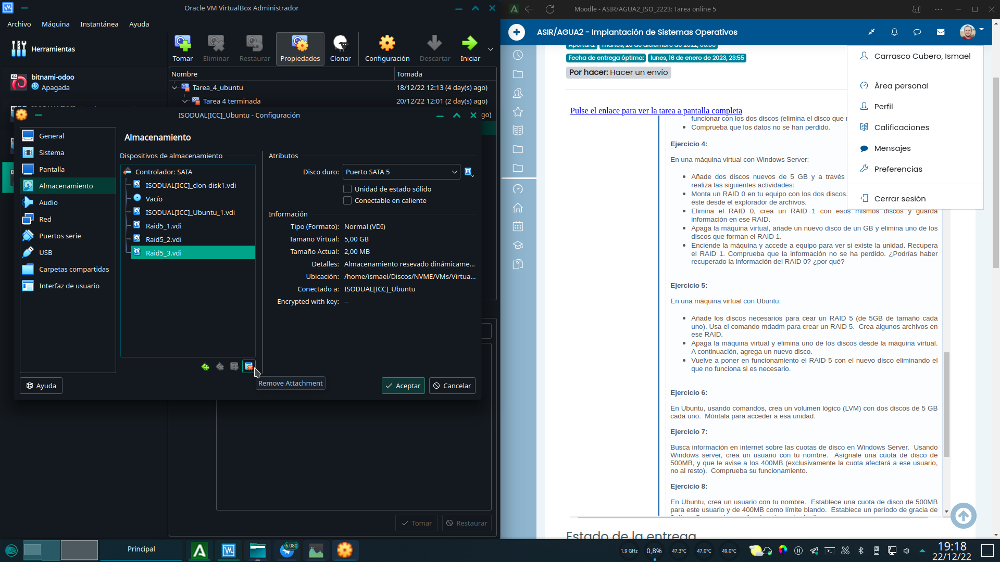 Oracle VM VirtualBox Administrador
Archivo Máquina Instantánea Ayuda
Herramientas
Tomar Eliminar Restaurar Propiedades Clonar Configuración Descartar Iniciar
bitnami-odoo
Apagada
Nombre Tomada
Tarea_4_ubuntu 18/12/22 12:13 (4 day(s) ago)
Tarea 4 terminada 20/12/22 12:01 (2 day(s) ago)
ago)
ISODUAL[ICC]_Ubuntu - Configuración
General
Sistema
Pantalla
Almacenamiento
Audio
Red
Puertos serie
USB
Carpetas compartidas
Interfaz de usuario
Almacenamiento
Dispositivos de almacenamiento
Controlador: SATA
ISODUAL[ICC]_clon-disk1.vdi
Vacío
ISODUAL[ICC]_Ubuntu_1.vdi
Raid5_1.vdi
Raid5_2.vdi
Raid5_3.vdi
Atributos
Disco duro: Puerto SATA 5
Unidad de estado sólido
Conectable en caliente
Información
Tipo (Formato): Normal (VDI)
Tamaño Virtual: 5,00 GB
Tamaño Actual: 2,00 MB
Detalles: Almacenamiento resevado dinámicame...
Ubicación: /home/ismael/Discos/NVME/VMs/Virtua...
Conectado a: ISODUAL[ICC]_Ubuntu
Encrypted with key: --
Remove Attachment
Ayuda
Aceptar
Cancelar
Tomar
Restaurar
Moodle - ASIR/AGUA2_ISO_2223: Tarea online 5
ASIR/AGUA2 - Implantación de Sistemas Operativos
Fecha de entrega óptima: lunes, 16 de enero de 2023, 23:55
Por hacer: Hacer un envío
Carrasco Cubero, Ismael
Área personal
Perfil
Calificaciones
Mensajes
Preferencias
Cerrar sesión
Pulse el enlace para ver la tarea a pantalla completa
funcionar con los dos discos (elimina el disco que
Comprueba que los datos no se han perdido.
Ejercicio 4:
En una máquina virtual con Windows Server:
Añade dos discos nuevos de 5 GB y a través
realiza las siguientes actividades:
Monta un RAID 0 en tu equipo con los dos discos.
éste desde el explorador de archivos.
Elimina el RAID 0, crea un RAID 1 con esos mismos discos y guarda
información en ese RAID.
Apaga la máquina virtual, añade un nuevo disco de un GB y elimina uno de los
discos que forman el RAID 1.
Enciende la máquina y accede a equipo para ver si existe la unidad. Recupera
el RAID 1. Comprueba que la información no se ha perdido. ¿Podrías haber
recuperado la información del RAID 0? ¿por qué?
Ejercicio 5:
En una máquina virtual con Ubuntu:
Añade los discos necesarios para cear un RAID 5 (de 5GB de tamaño cada
uno). Usa el comando mdadm para crear un RAID 5. Crea algunos archivos en
ese RAID.
Apaga la máquina virtual y elimina uno de los discos desde la máquina virtual.
A continuación, agrega un nuevo disco.
Vuelve a poner en funcionamiento el RAID 5 con el nuevo disco eliminando el
que no funciona si es necesario.
Ejercicio 6:
En Ubuntu, usando comandos, crea un volumen lógico (LVM) con dos discos de 5 GB
cada uno. Móntala para acceder a esa unidad.
Ejercicio 7:
Busca información en internet sobre las cuotas de disco en Windows Server. Usando
Windows server, crea un usuario con tu nombre. Asígnale una cuota de disco de
500MB, y que le avise a los 400MB (exclusivamente la cuota afectará a ese usuario,
no al resto). Comprueba su funcionamiento.
Ejercicio 8:
En Ubuntu, crea un usuario con tu nombre. Establece una cuota de disco de 500MB
para este usuario y de 400MB como límite blando. Establece un período de gracia de
Estado de la entrega
Principal
6.080
1,9 GHz 0,8% 47,3°C 47,0°C 49,0°C
19:18
22/12/22